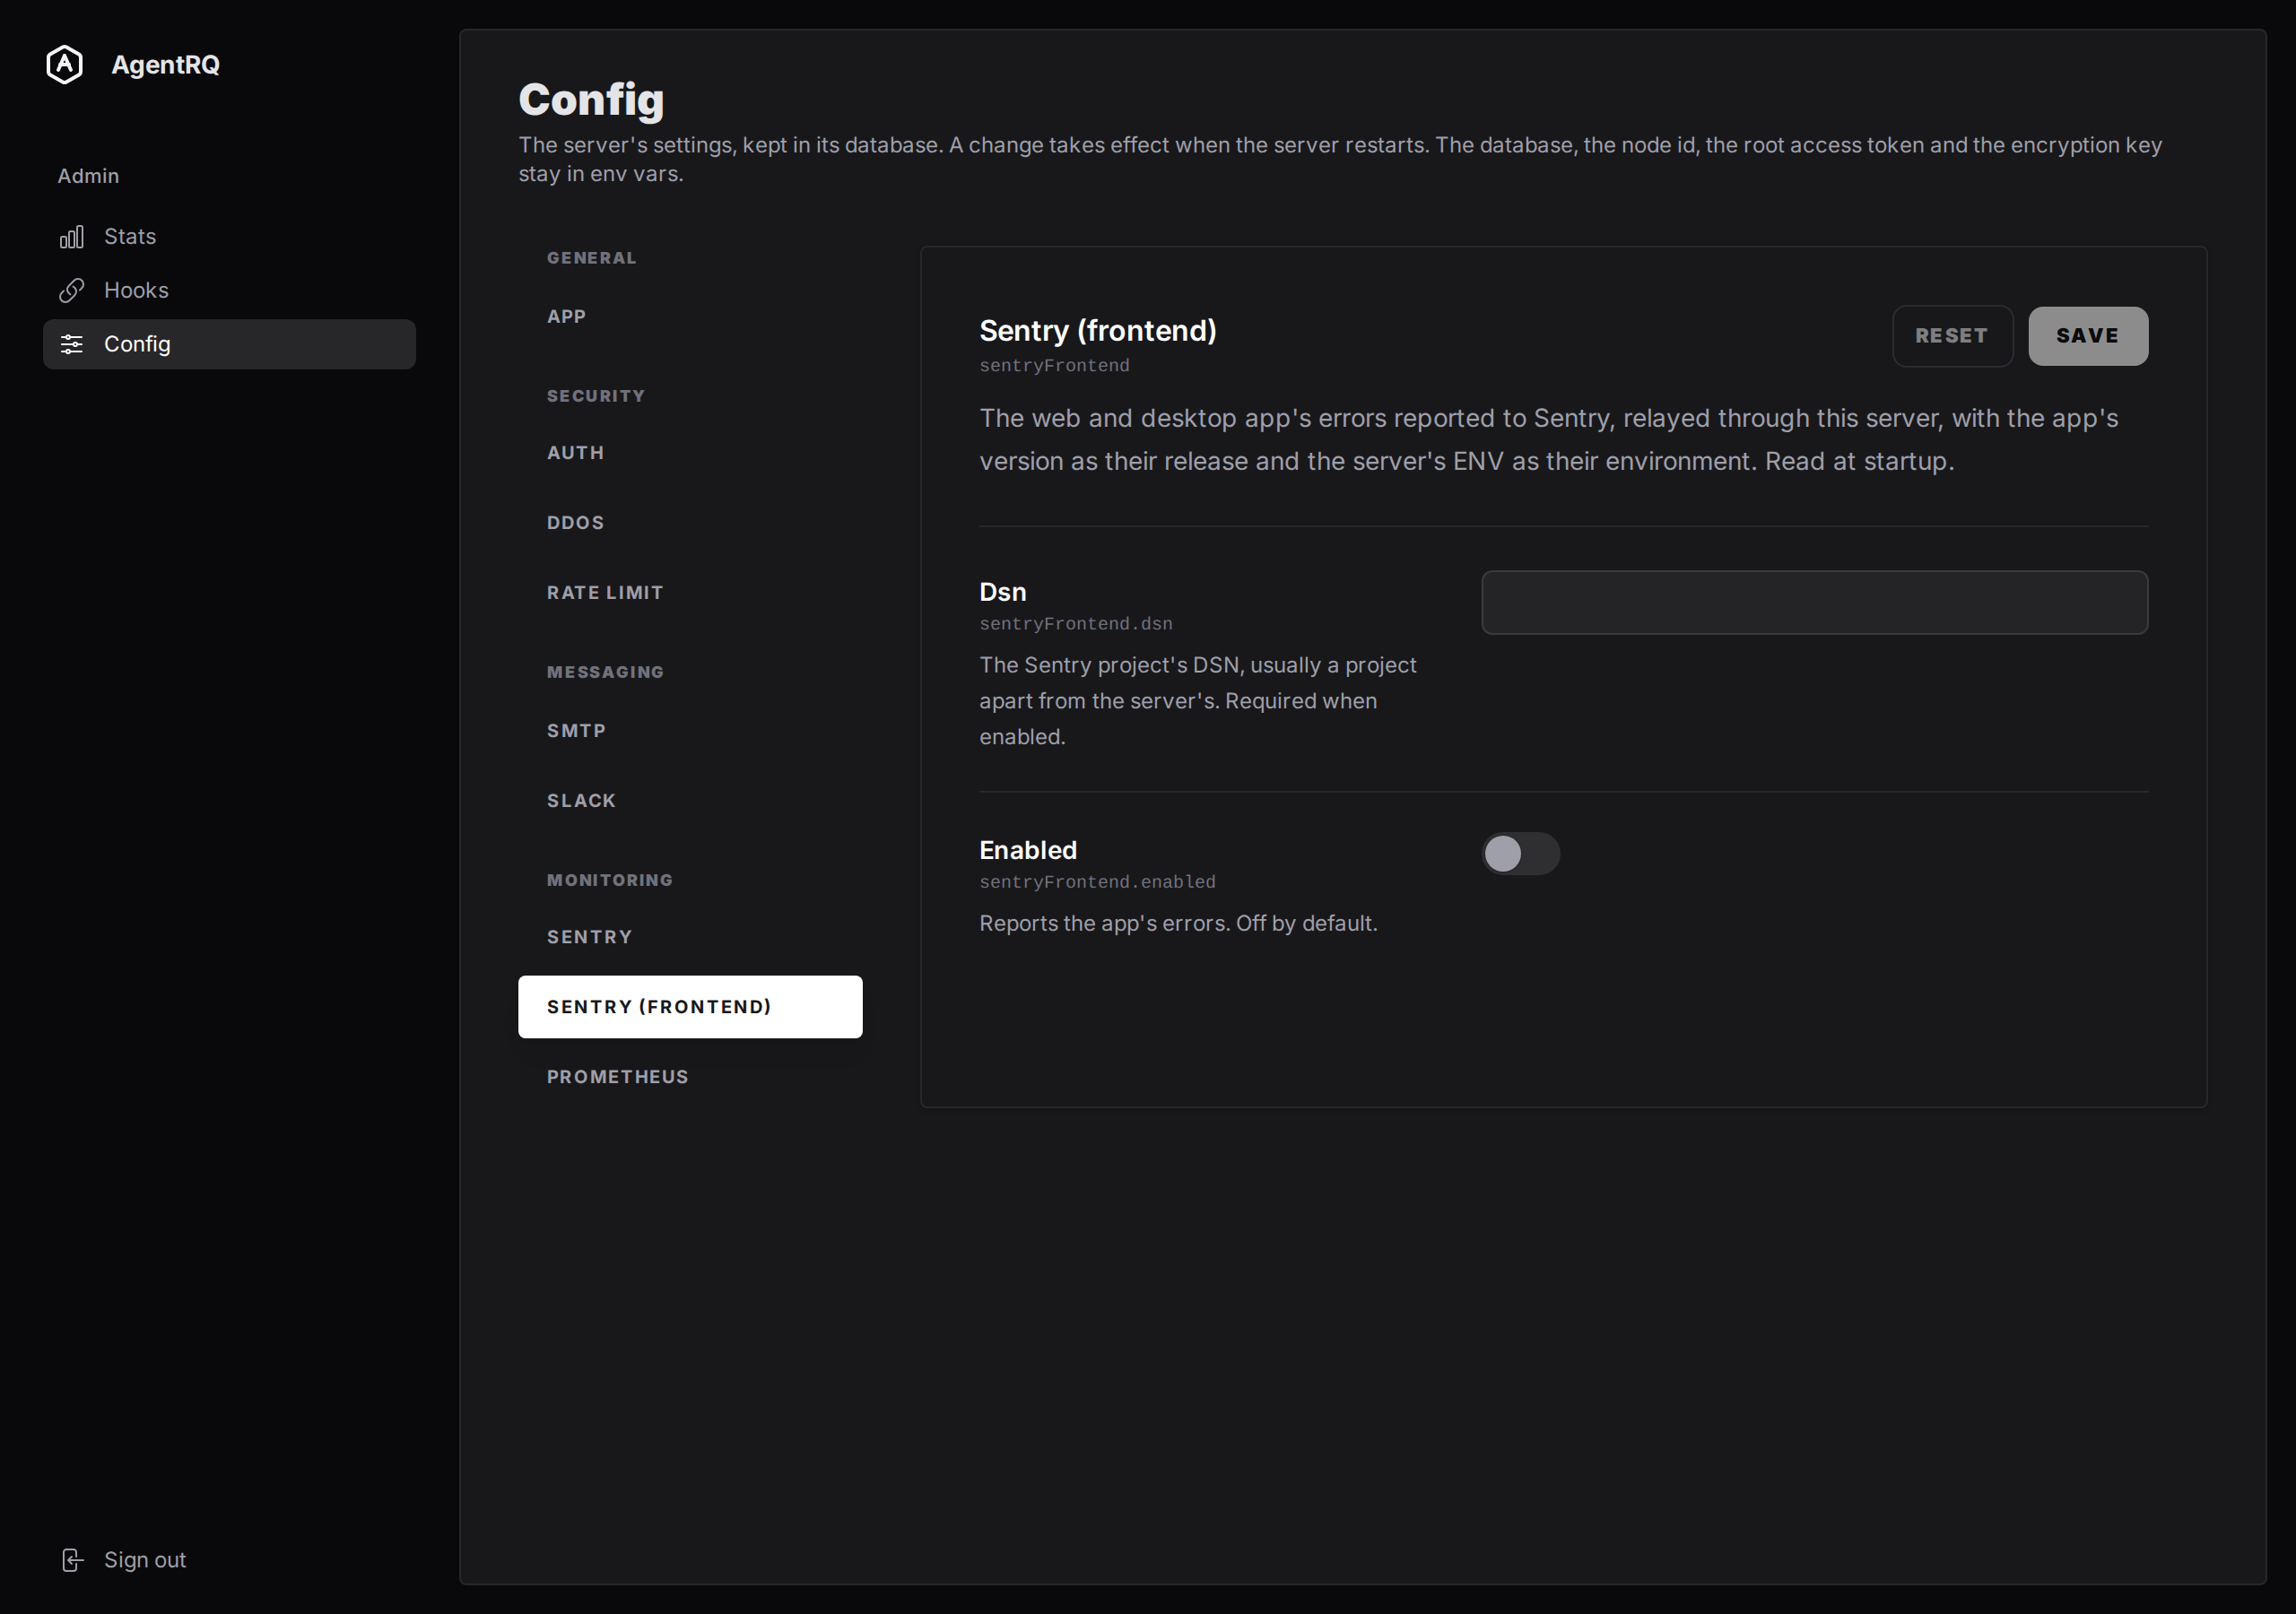 AgentRQ
Admin
Stats
Hooks
Config
Sign out
Config
The server's settings, kept in its database. A change takes effect when the server restarts. The database, the node id, the root access token and the encryption key
stay in env vars.
GENERAL
APP
SECURITY
AUTH
DDOS
RATE LIMIT
MESSAGING
SMTP
SLACK
MONITORING
SENTRY
SENTRY (FRONTEND)
PROMETHEUS
Sentry (frontend)
sentryFrontend
RESET
SAVE
The web and desktop app's errors reported to Sentry, relayed through this server, with the app's
version as their release and the server's ENV as their environment. Read at startup.
Dsn
sentryFrontend.dsn
The Sentry project's DSN, usually a project
apart from the server's. Required when
enabled.
Enabled
sentryFrontend.enabled
Reports the app's errors. Off by default.